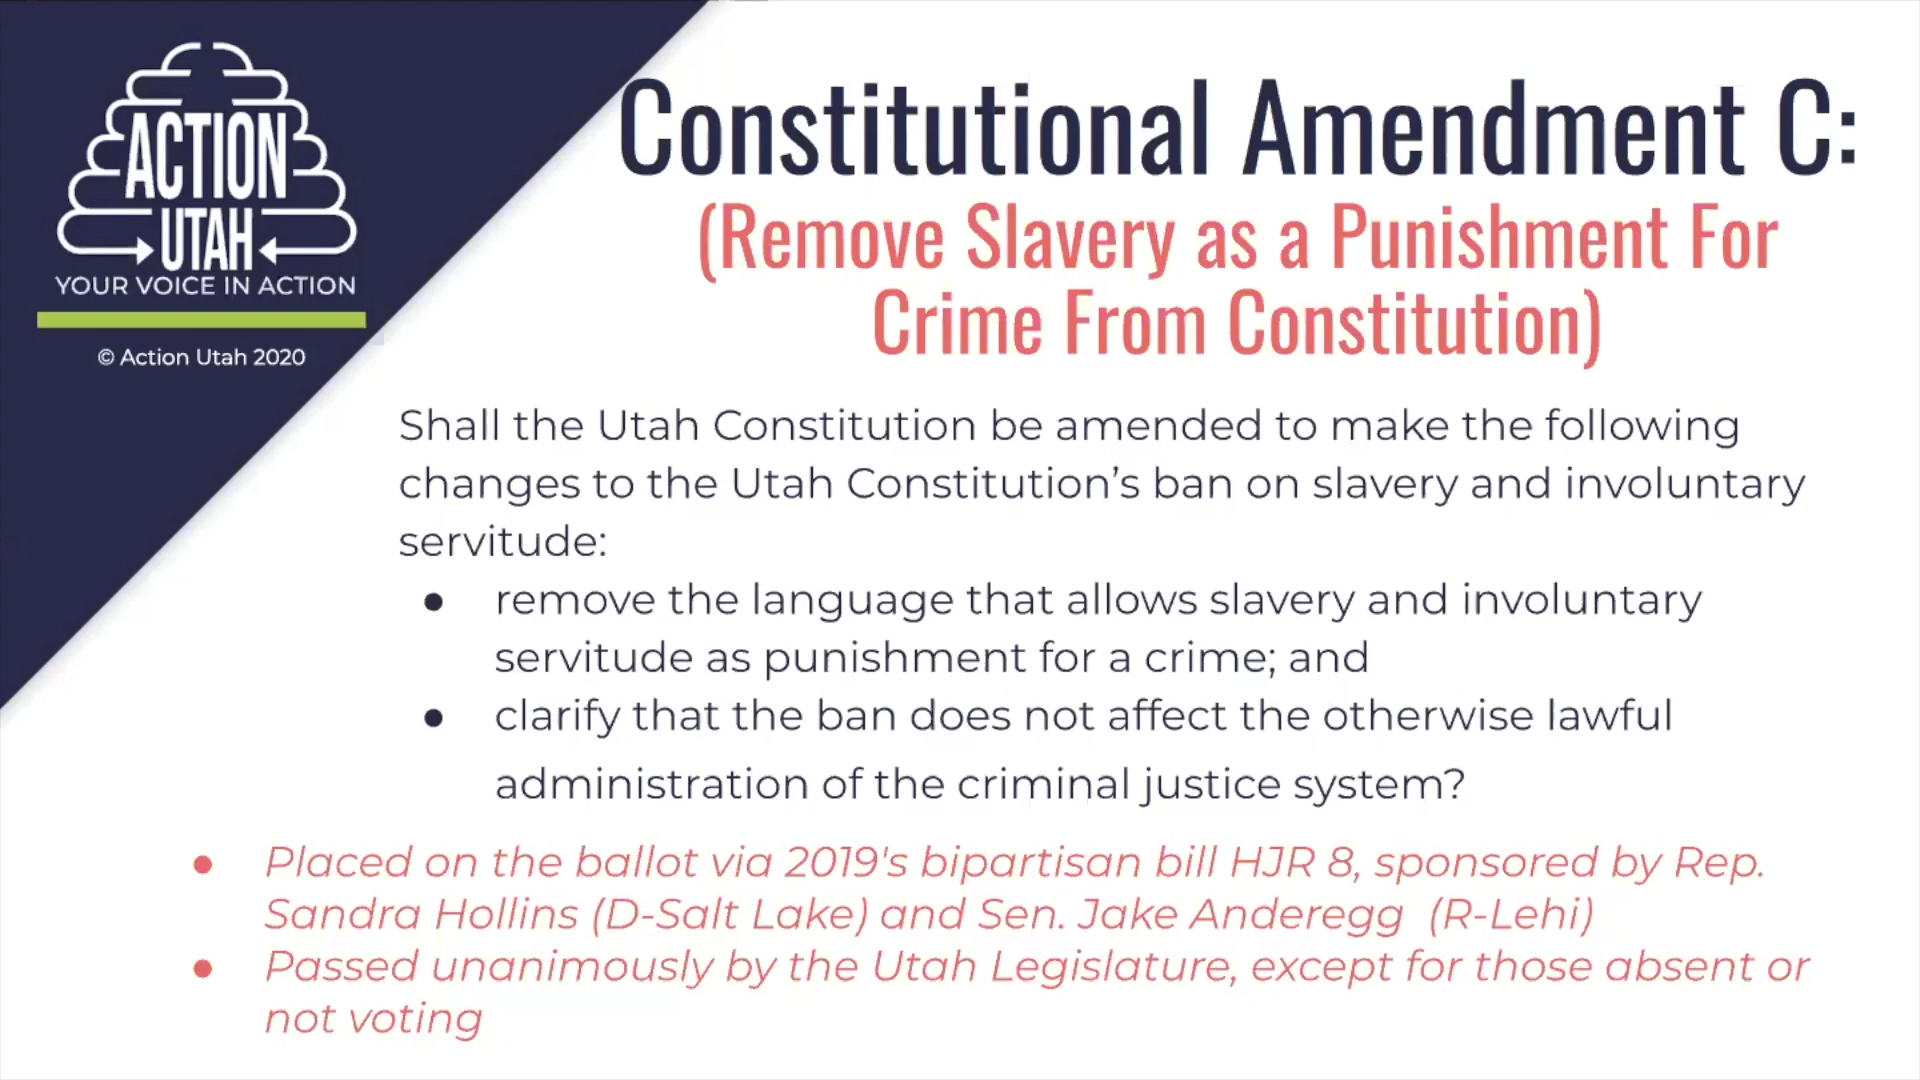 ACTION
UTAH
YOUR VOICE IN ACTION
© Action Utah 2020
Constitutional Amendment C:
(Remove Slavery as a Punishment For
Crime From Constitution)
Shall the Utah Constitution be amended to make the following
changes to the Utah Constitution’s ban on slavery and involuntary
servitude:
● remove the language that allows slavery and involuntary
servitude as punishment for a crime; and
● clarify that the ban does not affect the otherwise lawful
administration of the criminal justice system?
● Placed on the ballot via 2019's bipartisan bill HJR 8, sponsored by Rep.
Sandra Hollins (D-Salt Lake) and Sen. Jake Anderegg (R-Lehi)
● Passed unanimously by the Utah Legislature, except for those absent or
not voting